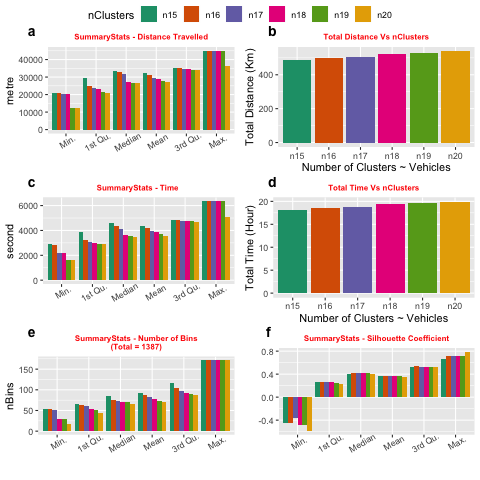 nClusters n15 n16 n17 n18 n19 n20
a
SummaryStats - Distance Travelled
metre
40000
30000
20000
10000
0
Min. 1st Qu. Median Mean 3rd Qu. Max.
b
Total Distance Vs nClusters
Total Distance (Km)
400
200
0
n15 n16 n17 n18 n19 n20
Number of Clusters ~ Vehicles
c
SummaryStats - Time
second
6000
4000
2000
0
Min. 1st Qu. Median Mean 3rd Qu. Max.
d
Total Time Vs nClusters
Total Time (Hour)
20
15
10
5
0
n15 n16 n17 n18 n19 n20
Number of Clusters ~ Vehicles
e
SummaryStats - Number of Bins
(Total = 1387)
nBins
150
100
50
0
Min. 1st Qu. Median Mean 3rd Qu. Max.
f
SummaryStats - Silhouette Coefficient
0.8
0.4
0.0
-0.4
Min. 1st Qu. Median Mean 3rd Qu. Max.